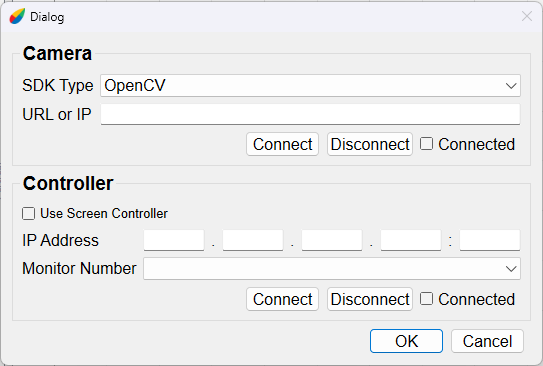 Dialog
Camera
SDK Type OpenCV
URL or IP
Connect Disconnect Connected
Controller
Use Screen Controller
IP Address . . . :
Monitor Number
Connect Disconnect Connected
OK Cancel